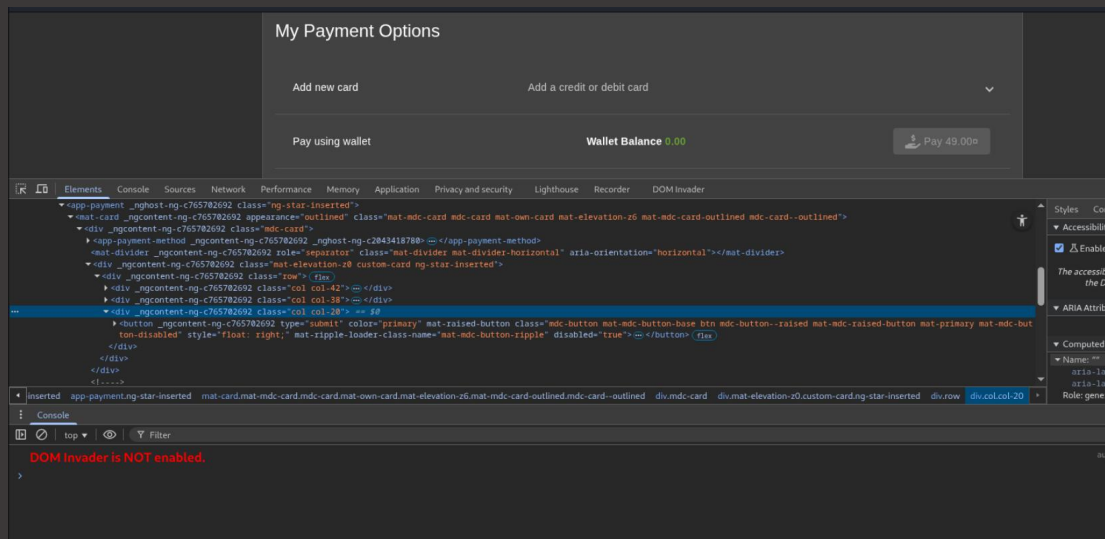 My Payment Options
Add new card Add a credit or debit card
Pay using wallet Wallet Balance 0.00 Pay 49.00¤
Elements Console Sources Network Performance Memory Application Privacy and security Lighthouse Recorder DOM Invader
▼<app-payment _nghost-ng-c765702692 class="ng-star-inserted">
▼<mat-card _ngcontent-ng-c765702692 appearance="outlined" class="mat-mdc-card mdc-card mat-own-card mat-elevation-z6 mat-mdc-card-outlined mdc-card--outlined">
▼<div _ngcontent-ng-c765702692 class="mdc-card">
▶<app-payment-method _ngcontent-ng-c765702692 _nghost-ng-c2043418780>⋯</app-payment-method>
<mat-divider _ngcontent-ng-c765702692 role="separator" class="mat-divider mat-divider-horizontal" aria-orientation="horizontal"></mat-divider>
▼<div _ngcontent-ng-c765702692 class="mat-elevation-z0 custom-card ng-star-inserted">
▼<div _ngcontent-ng-c765702692 class="row"> flex
▶<div _ngcontent-ng-c765702692 class="col col-42">⋯</div>
▶<div _ngcontent-ng-c765702692 class="col col-38">⋯</div>
… ▼<div _ngcontent-ng-c765702692 class="col col-20"> == $0
▶<button _ngcontent-ng-c765702692 type="submit" color="primary" mat-raised-button class="mdc-button mat-mdc-button-base btn mdc-button--raised mat-mdc-raised-button mat-primary mat-mdc-but
ton-disabled" style="float: right;" mat-ripple-loader-class-name="mat-mdc-button-ripple" disabled="true">⋯</button> flex
</div>
</div>
</div>
<!---->
inserted app-payment.ng-star-inserted mat-card.mat-mdc-card.mdc-card.mat-own-card.mat-elevation-z6.mat-mdc-card-outlined.mdc-card--outlined div.mdc-card div.mat-elevation-z0.custom-card.ng-star-inserted div.row div.col.col-20
Styles Co
▼ Accessibili
Enable
The accessib
the D
▶ ARIA Attrib
▼ Computed
▼Name: ""
aria-la
aria-la
Role: gene
Console
top ▼ Filter
DOM Invader is NOT enabled. au
>